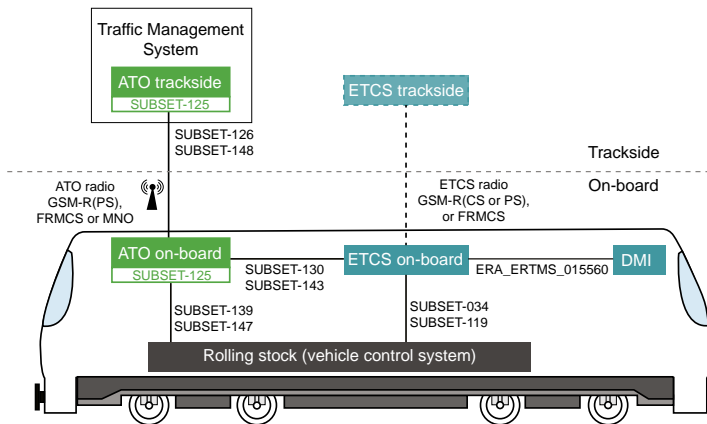 Traffic Management
System
ATO trackside
SUBSET-125
ETCS trackside
SUBSET-126
SUBSET-148
Trackside
On-board
ATO radio
GSM-R(PS),
FRMCS or MNO
ETCS radio
GSM-R(CS or PS),
or FRMCS
ATO on-board
SUBSET-125
SUBSET-130
SUBSET-143
ETCS on-board
ERA_ERTMS_015560
DMI
SUBSET-139
SUBSET-147
SUBSET-034
SUBSET-119
Rolling stock (vehicle control system)